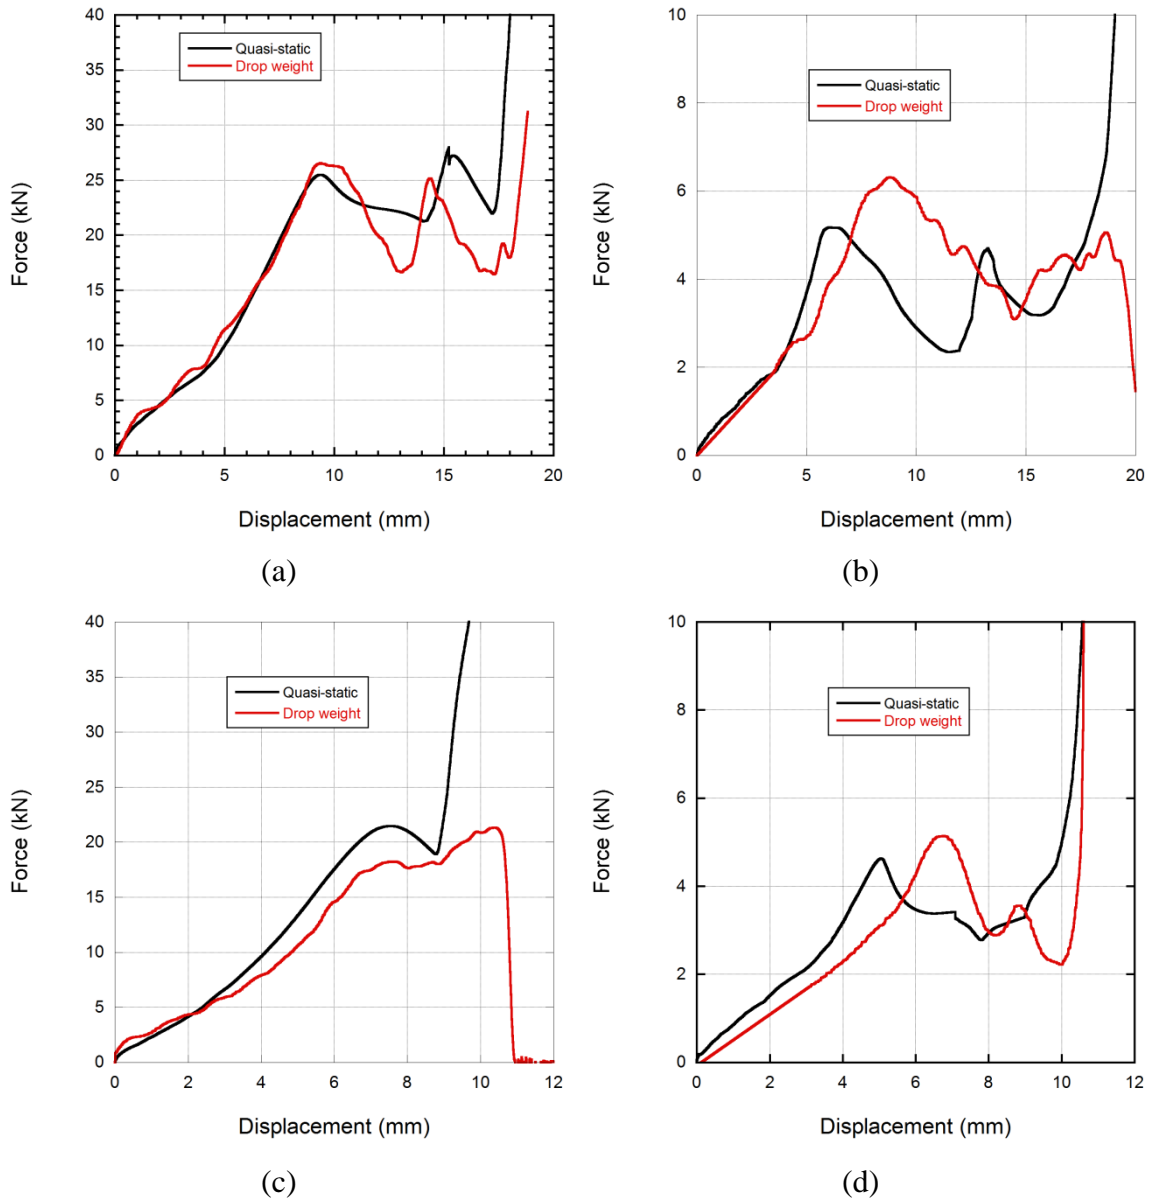 40
35
30
25
20
15
10
5
0
Force (kN)
Quasi-static
Drop weight
0 5 10 15 20
Displacement (mm)
(a)
10
8
6
4
2
0
Force (kN)
Quasi-static
Drop weight
0 5 10 15 20
Displacement (mm)
(b)
40
35
30
25
20
15
10
5
0
Force (kN)
Quasi-static
Drop weight
0 2 4 6 8 10 12
Displacement (mm)
(c)
10
8
6
4
2
0
Force (kN)
Quasi-static
Drop weight
0 2 4 6 8 10 12
Displacement (mm)
(d)